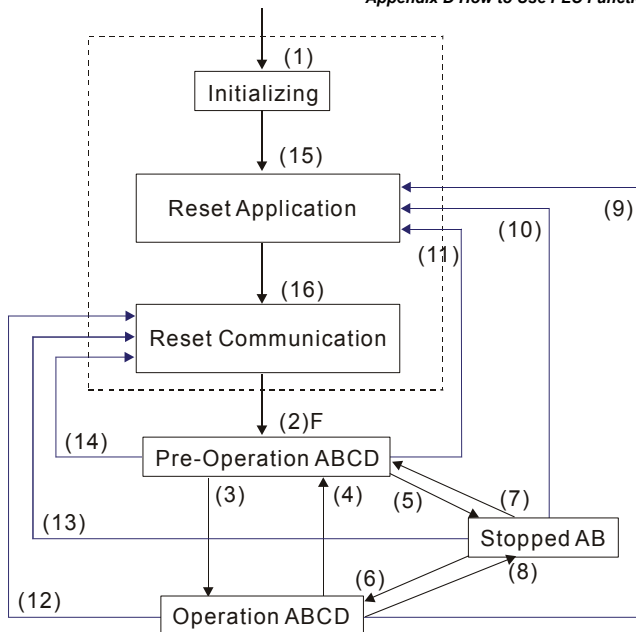 Appendix D How to Use PLC Functi
(1)
Initializing
(15)
(9)
Reset Application
(10)
(11)
(16)
Reset Communication
(2)F
(14)
Pre-Operation ABCD
(3)
(4)
(5)
(7)
(13)
Stopped AB
(6)
(8)
(12)
Operation ABCD